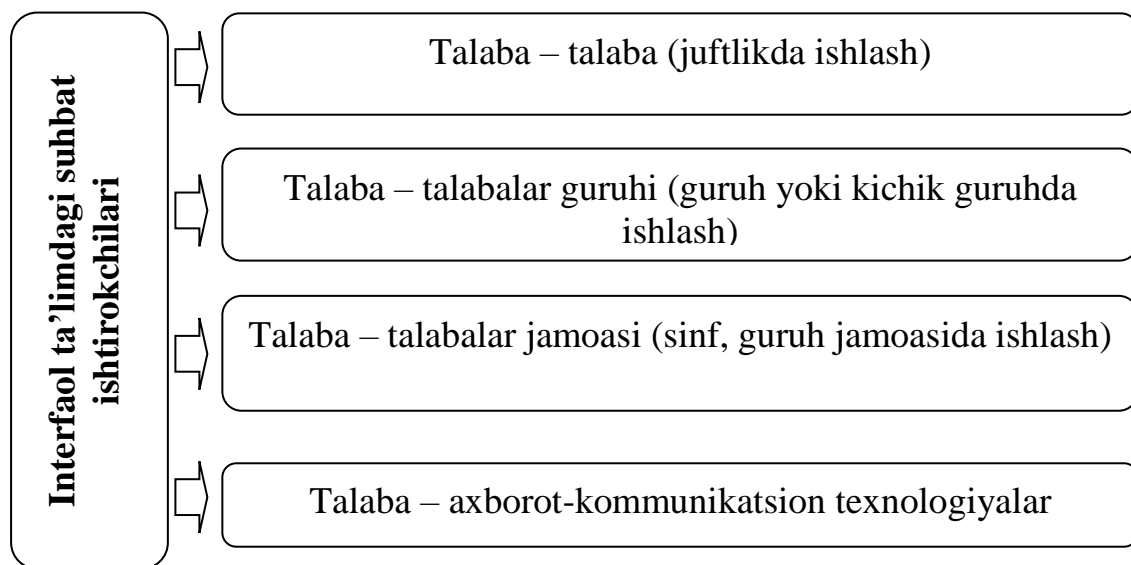 Interfaol ta’limdagi suhbat
ishtirokchilari
Talaba – talaba (juftlikda ishlash)
Talaba – talabalar guruhi (guruh yoki kichik guruhda
ishlash)
Talaba – talabalar jamoasi (sinf, guruh jamoasida ishlash)
Talaba – axborot-kommunikatsion texnologiyalar